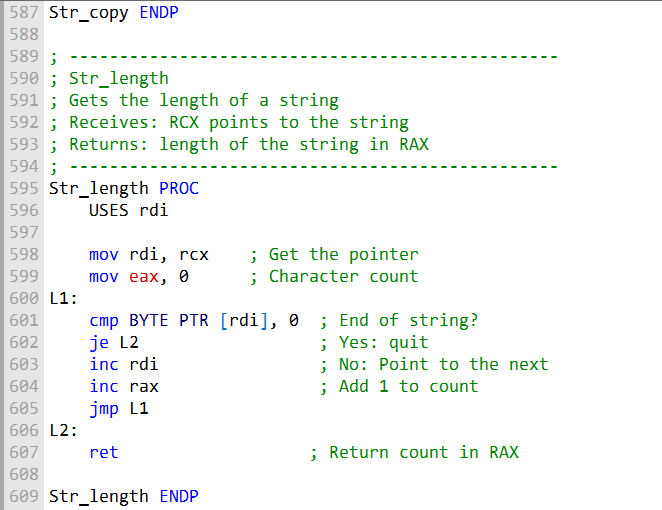 587 Str_copy ENDP
588
589 ; -------------------------------------------------
590 ; Str_length
591 ; Gets the length of a string
592 ; Receives: RCX points to the string
593 ; Returns: length of the string in RAX
594 ; -------------------------------------------------
595 Str_length PROC
596     USES rdi
597
598     mov rdi, rcx    ; Get the pointer
599     mov eax, 0      ; Character count
600 L1:
601     cmp BYTE PTR [rdi], 0  ; End of string?
602     je L2                  ; Yes: quit
603     inc rdi                ; No: Point to the next
604     inc rax                ; Add 1 to count
605     jmp L1
606 L2:
607     ret                   ; Return count in RAX
608
609 Str_length ENDP